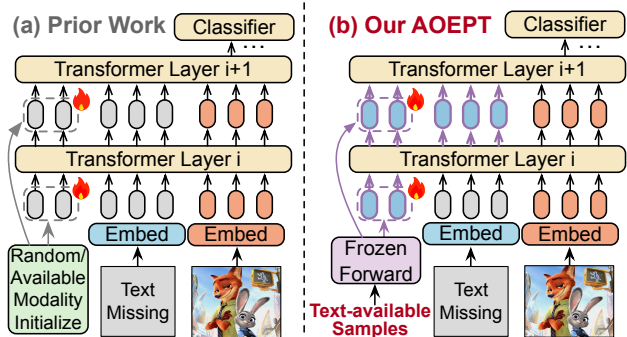 (a) Prior Work
Classifier
...
Transformer Layer i+1
Transformer Layer i
Embed
Embed
Random/
Available
Modality
Initialize
Text
Missing
(b) Our AOEPT
Classifier
...
Transformer Layer i+1
Transformer Layer i
Embed
Embed
Frozen
Forward
Text-available
Samples
Text
Missing